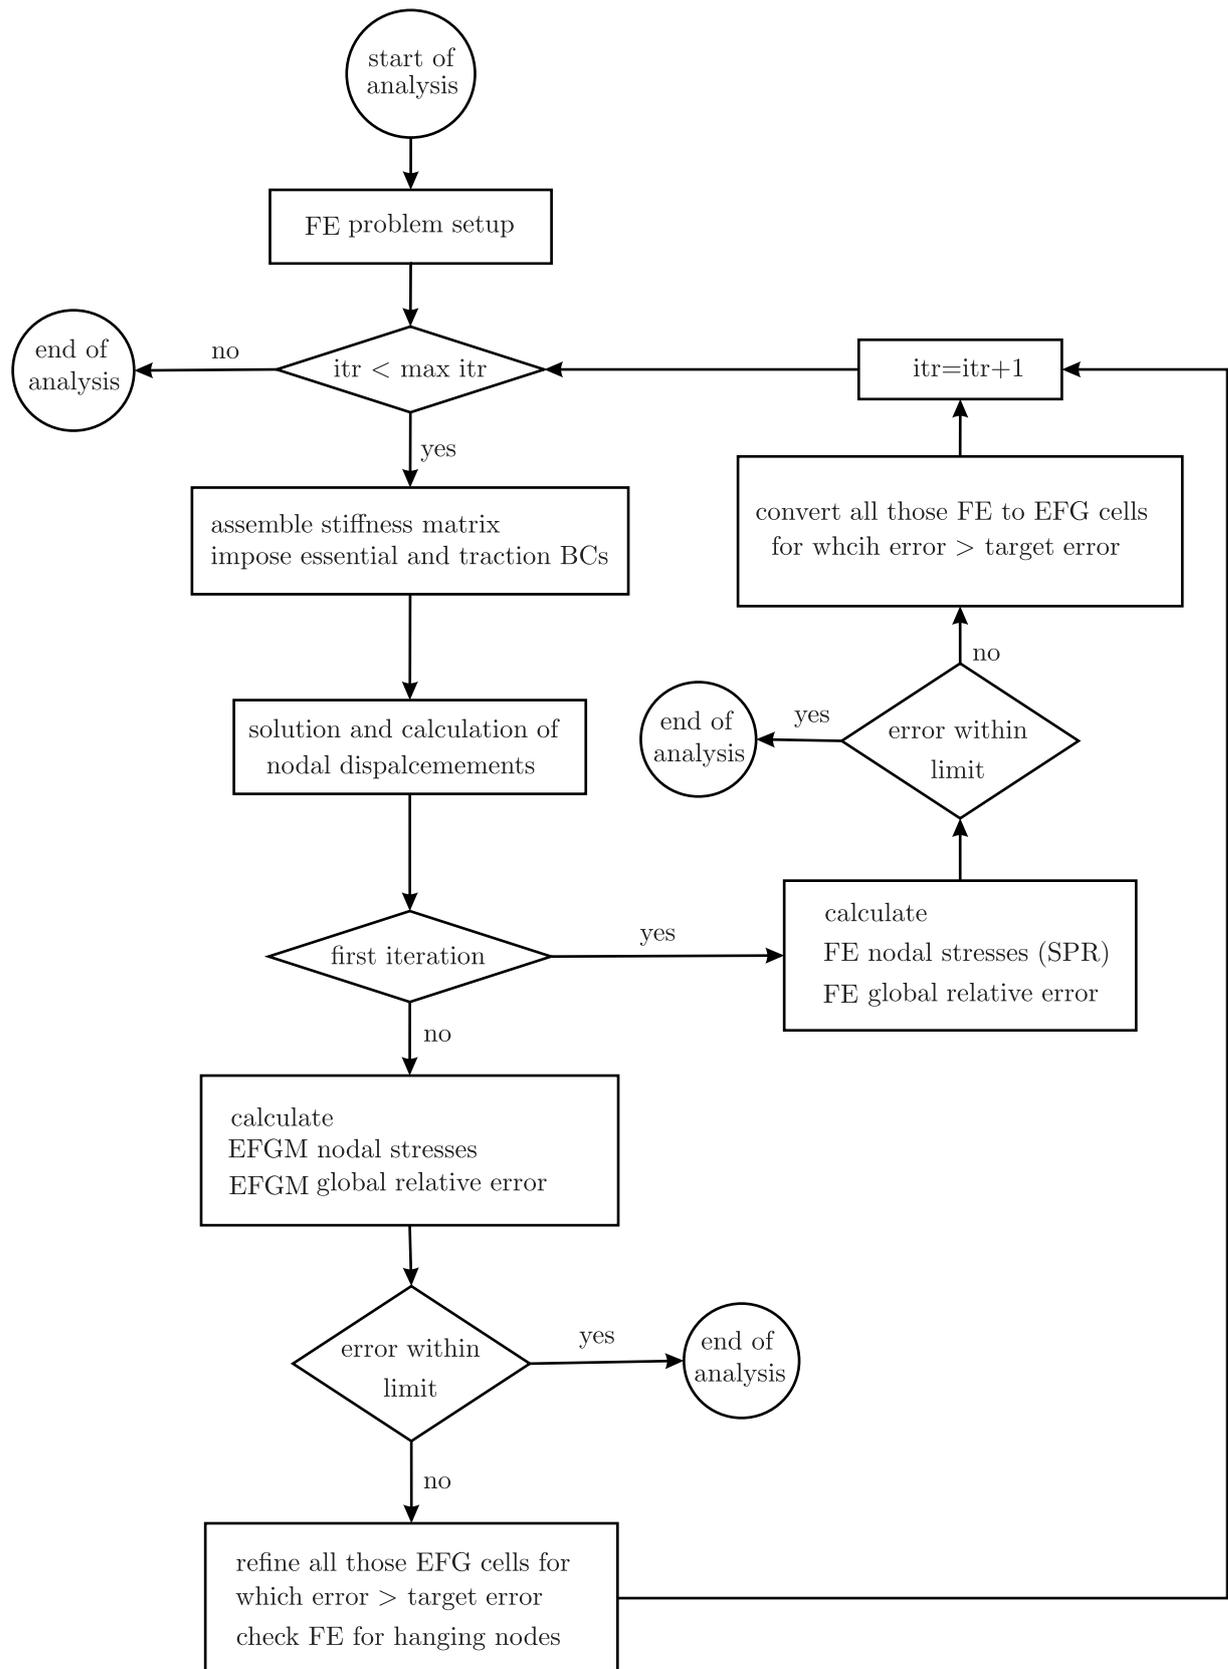 start of
analysis
FE problem setup
end of
analysis
no
itr < max itr
itr=itr+1
yes
assemble stiffness matrix
impose essential and traction BCs
convert all those FE to EFG cells
for whcih error > target error
no
solution and calculation of
nodal dispalcemements
end of
analysis
yes
error within
limit
first iteration
yes
calculate
FE nodal stresses (SPR)
FE global relative error
no
calculate
EFGM nodal stresses
EFGM global relative error
error within
limit
yes
end of
analysis
no
refine all those EFG cells for
which error > target error
check FE for hanging nodes